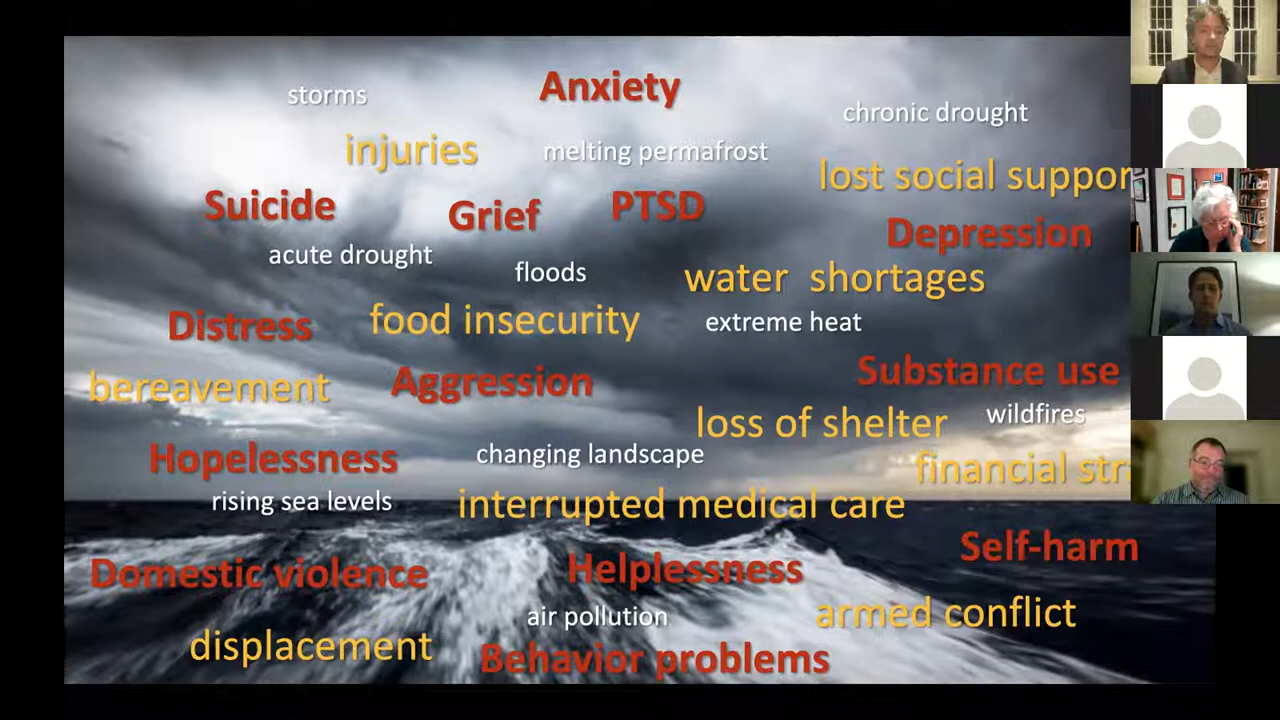 Anxiety
storms
chronic drought
injuries
melting permafrost
lost social suppor
Suicide
Grief
PTSD
Depression
acute drought
floods
water shortages
Distress
food insecurity
extreme heat
bereavement
Aggression
Substance use
loss of shelter
wildfires
Hopelessness
changing landscape
financial str
rising sea levels
interrupted medical care
Self-harm
Domestic violence
Helplessness
air pollution
armed conflict
displacement
Behavior problems